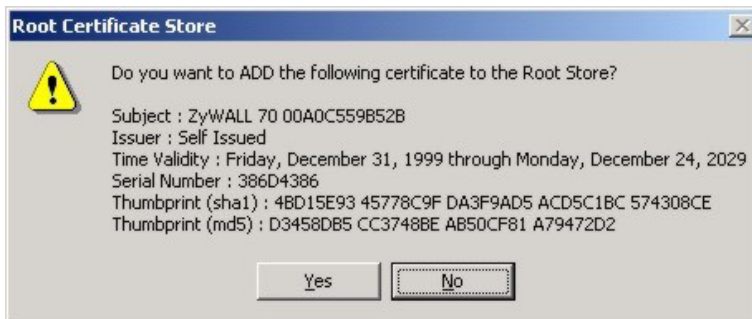 Root Certificate Store
Do you want to ADD the following certificate to the Root Store?
Subject : ZyWALL 70 00A0C559B52B
Issuer : Self Issued
Time Validity : Friday, December 31, 1999 through Monday, December 24, 2029
Serial Number : 386D4386
Thumbprint (sha1) : 4BD15E93 45778C9F DA3F9AD5 ACD5C1BC 574308CE
Thumbprint (md5) : D3458DB5 CC3748BE AB50CF81 A79472D2
Yes No